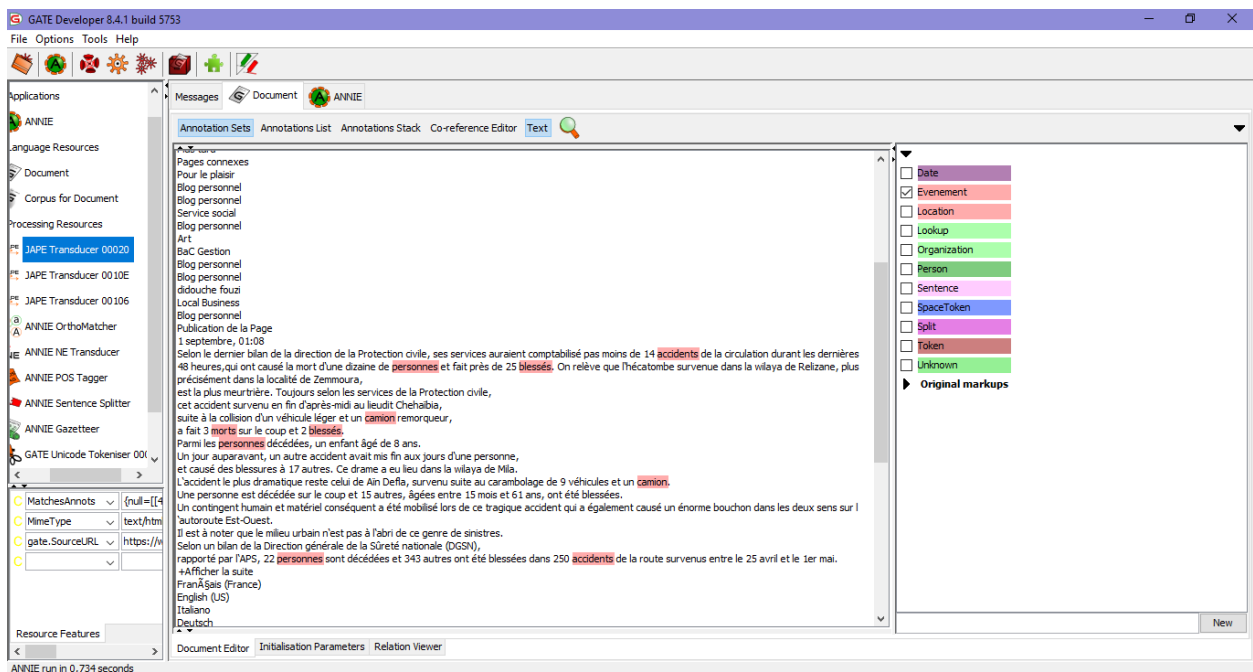 GATE Developer 8.4.1 build 5753
File Options Tools Help
Applications
ANNIE
Language Resources
Document
Corpus for Document
Processing Resources
JAPE Transducer 00020
JAPE Transducer 0010E
JAPE Transducer 00106
ANNIE OrthoMatcher
ANNIE NE Transducer
ANNIE POS Tagger
ANNIE Sentence Splitter
ANNIE Gazetteer
GATE Unicode Tokeniser 00(
C MatchesAnnots {null=[[4
C MimeType text/htm
C gate.SourceURL https://w
C
Resource Features
Messages Document ANNIE
Annotation Sets Annotations List Annotations Stack Co-reference Editor Text
Pages connexes
Pour le plaisir
Blog personnel
Blog personnel
Service social
Blog personnel
Art
BaC Gestion
Blog personnel
Blog personnel
didouche fouzi
Local Business
Blog personnel
Publication de la Page
1 septembre, 01:08
Selon le dernier bilan de la direction de la Protection civile, ses services auraient comptabilisé pas moins de 14 accidents de la circulation durant les dernières
48 heures,qui ont causé la mort d'une dizaine de personnes et fait près de 25 blessés. On relève que l'hécatombe survenue dans la wilaya de Relizane, plus
précisément dans la localité de Zemmoura,
est la plus meurtrière. Toujours selon les services de la Protection civile,
cet accident survenu en fin d'après-midi au lieudit Chehaïbia,
suite à la collision d'un véhicule léger et un camion remorqueur,
a fait 3 morts sur le coup et 2 blessés.
Parmi les personnes décédées, un enfant âgé de 8 ans.
Un jour auparavant, un autre accident avait mis fin aux jours d'une personne,
et causé des blessures à 17 autres. Ce drame a eu lieu dans la wilaya de Mila.
L'accident le plus dramatique reste celui de Aïn Defla, survenu suite au carambolage de 9 véhicules et un camion.
Une personne est décédée sur le coup et 15 autres, âgées entre 15 mois et 61 ans, ont été blessées.
Un contingent humain et matériel conséquent a été mobilisé lors de ce tragique accident qui a également causé un énorme bouchon dans les deux sens sur l
'autoroute Est-Ouest.
Il est à noter que le milieu urbain n'est pas à l'abri de ce genre de sinistres.
Selon un bilan de la Direction générale de la Sûreté nationale (DGSN),
rapporté par l'APS, 22 personnes sont décédées et 343 autres ont été blessées dans 250 accidents de la route survenus entre le 25 avril et le 1er mai.
+Afficher la suite
FranÃ§ais (France)
English (US)
Italiano
Deutsch
Document Editor Initialisation Parameters Relation Viewer
Date
Evenement
Location
Lookup
Organization
Person
Sentence
SpaceToken
Split
Token
Unknown
Original markups
New
ANNIE run in 0.734 seconds